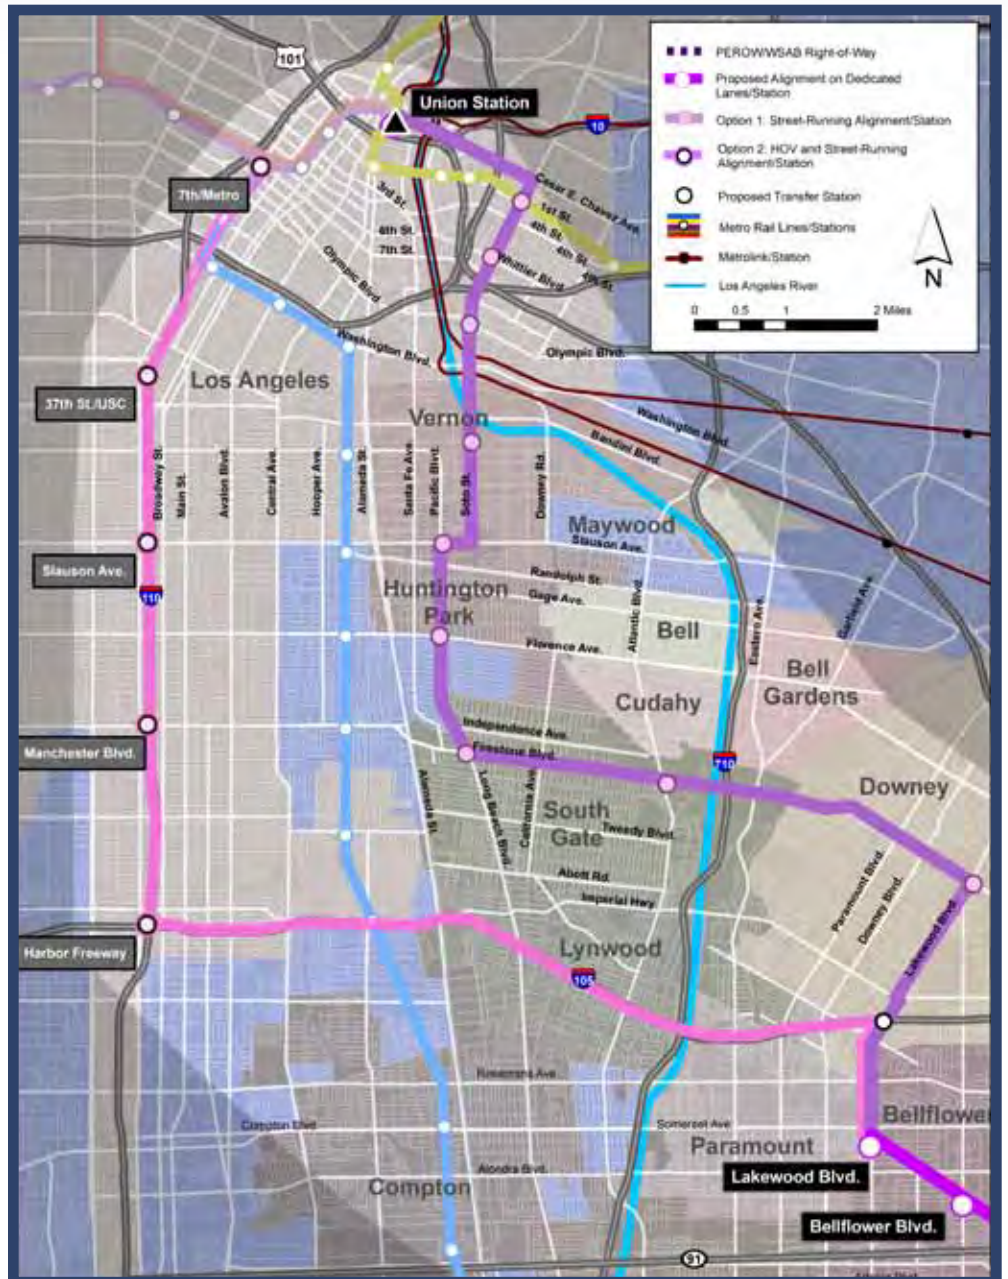 PEROW/WSAB Right-of-Way
Proposed Alignment on Dedicated
Lanes/Station
Option 1: Street-Running Alignment/Station
Option 2: HOV and Street-Running
Alignment/Station
Proposed Transfer Station
Metro Rail Lines/Stations
Metrolink/Station
Los Angeles River
0 0.5 1 2 Miles
N
101
Union Station
10
7th/Metro
Cesar E. Chavez Ave.
3rd St.
1st St.
4th St.
4th St.
4th St.
6th St.
7th St.
Whittier Blvd.
Olympic Blvd.
Washington Blvd.
Olympic Blvd.
Los Angeles
37th St./USC
Vernon
Washington Blvd.
Bandini Blvd.
Broadway St.
Main St.
Avalon Blvd.
Central Ave.
Hooper Ave.
Alameda St.
Santa Fe Ave.
Pacific Blvd.
Soto St.
Downey Rd.
Maywood
Slauson Ave.
Slauson Ave.
110
Huntington
Park
Randolph St.
Gage Ave.
Atlantic Blvd.
Eastern Ave.
Garfield Ave.
Bell
Florence Ave.
Bell
Gardens
Cudahy
Independence Ave.
Firestone Blvd.
Manchester Blvd.
710
Downey
Alameda St.
Long Beach Blvd.
California Ave.
South
Gate
Tweedy Blvd.
Abott Rd.
Imperial Hwy.
Paramount Blvd.
Downey Blvd.
Lakewood Blvd.
Harbor Freeway
Lynwood
105
Rosecrans Ave.
Compton Blvd.
Somerset Ave.
Bellflower
Paramount
Alondra Blvd.
Lakewood Blvd.
Compton
Bellflower Blvd.
91